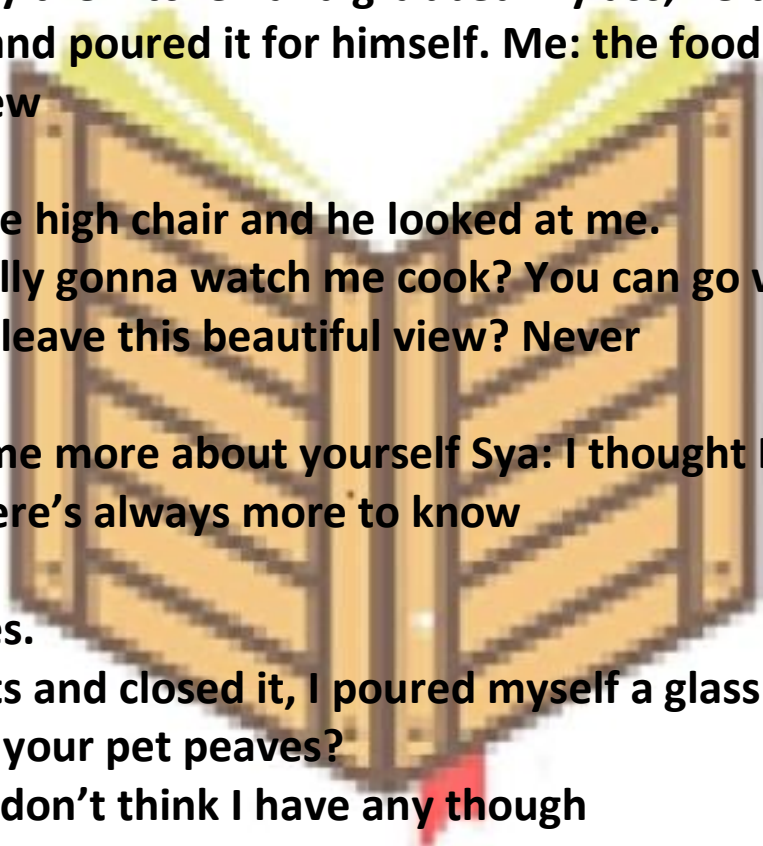 and poured it for himself. Me: the food
ew
e high chair and he looked at me.
lly gonna watch me cook? You can go w
leave this beautiful view? Never
me more about yourself Sya: I thought I
ere’s always more to know
es.
ts and closed it, I poured myself a glass
your pet peaves?
don’t think I have any though